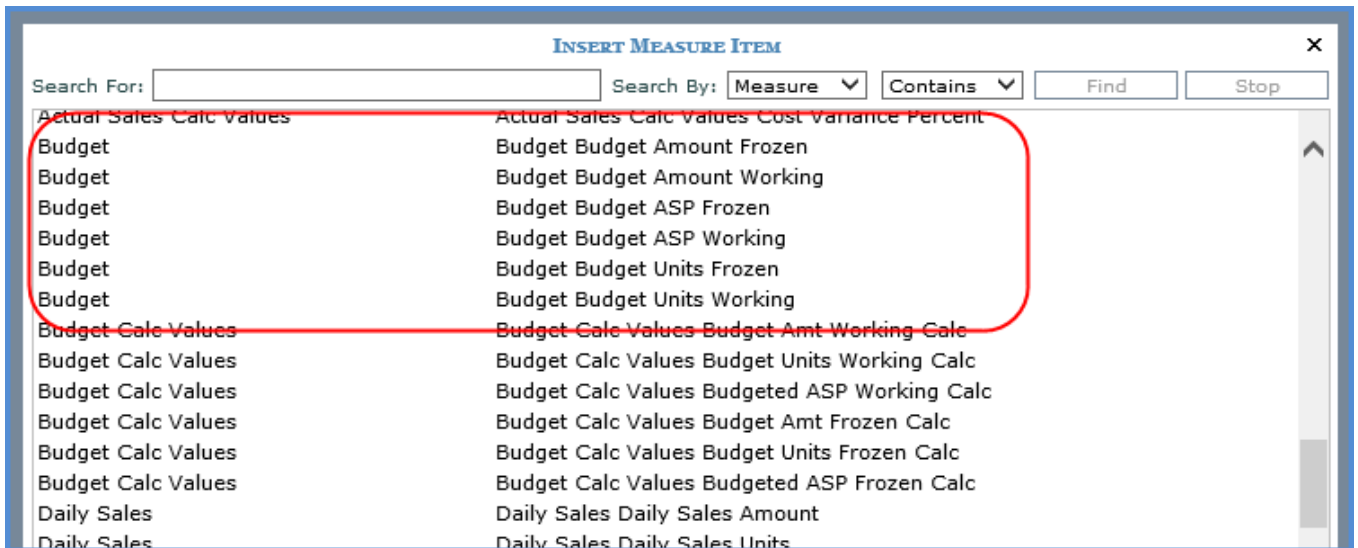 INSERT MEASURE ITEM ×
Search For: Search By: Measure Contains Find Stop
Actual Sales Calc Values Actual Sales Calc Values Cost Variance Percent
Budget Budget Budget Amount Frozen
Budget Budget Budget Amount Working
Budget Budget Budget ASP Frozen
Budget Budget Budget ASP Working
Budget Budget Budget Units Frozen
Budget Budget Budget Units Working
Budget Calc Values Budget Calc Values Budget Amt Working Calc
Budget Calc Values Budget Calc Values Budget Units Working Calc
Budget Calc Values Budget Calc Values Budgeted ASP Working Calc
Budget Calc Values Budget Calc Values Budget Amt Frozen Calc
Budget Calc Values Budget Calc Values Budget Units Frozen Calc
Budget Calc Values Budget Calc Values Budgeted ASP Frozen Calc
Daily Sales Daily Sales Daily Sales Amount
Daily Sales Daily Sales Daily Sales Units